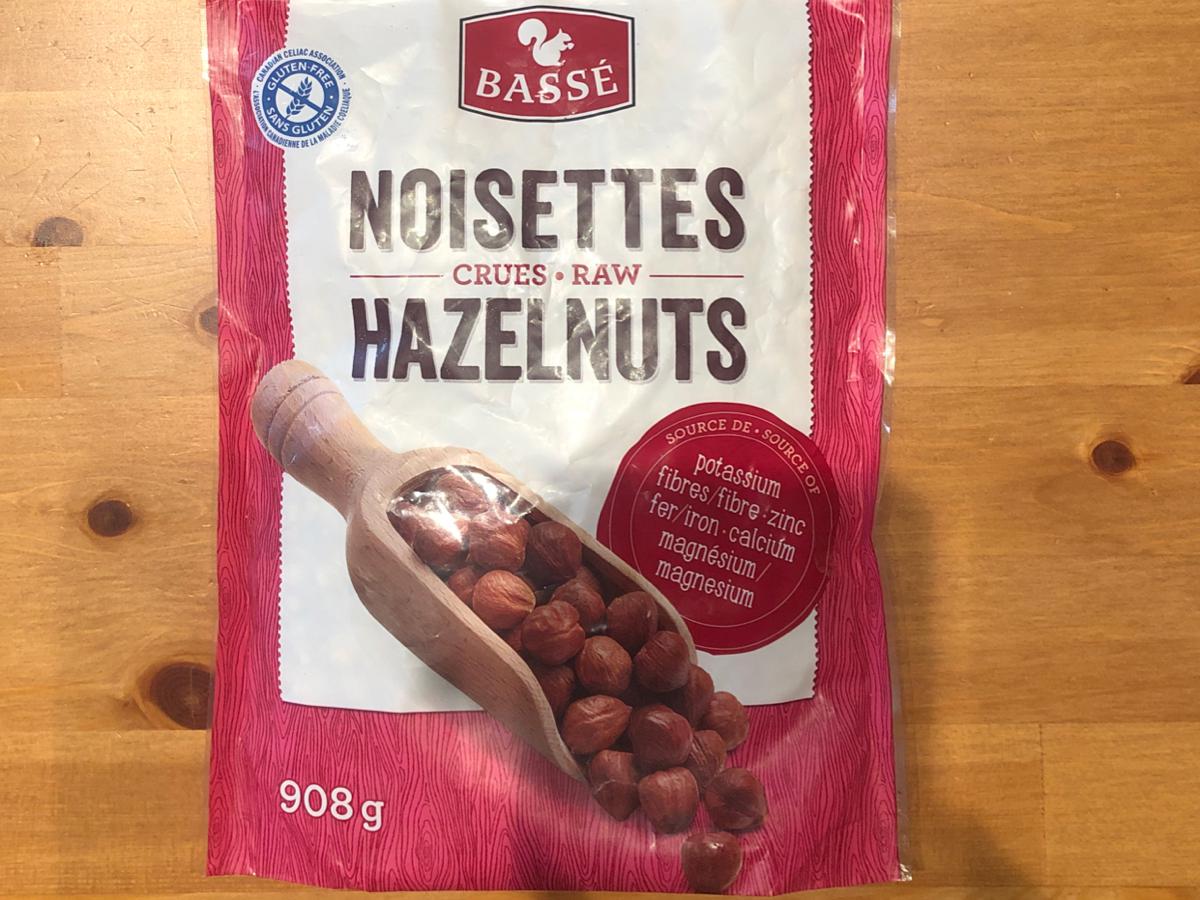 BASSÉ
CANADIAN CELIAC ASSOCIATION
GLUTEN-FREE
SANS GLUTEN
L'ASSOCIATION CANADIENNE DE LA MALADIE COELIAQUE
NOISETTES
CRUES • RAW
HAZELNUTS
SOURCE DE • SOURCE OF
potassium
fibres/fibre·zinc
fer/iron·calcium
magnésium/
magnesium
908 g